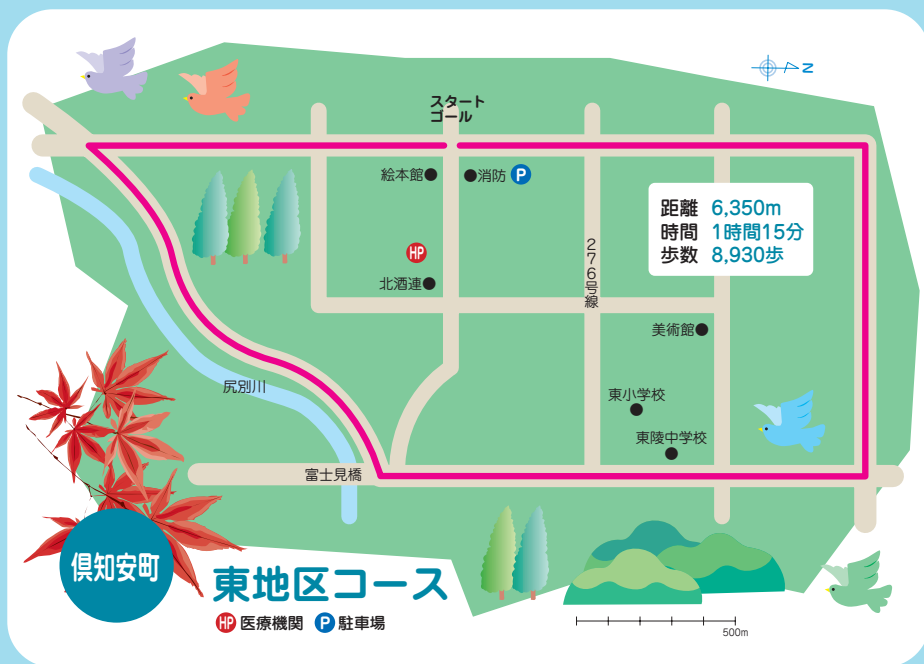 N
スタート
ゴール
絵本館
消防 P
距離 6,350m
時間 1時間15分
歩数 8,930歩
HP
北酒連
276号線
美術館
尻別川
東小学校
東陵中学校
富士見橋
倶知安町
東地区コース
HP 医療機関 P 駐車場
500m